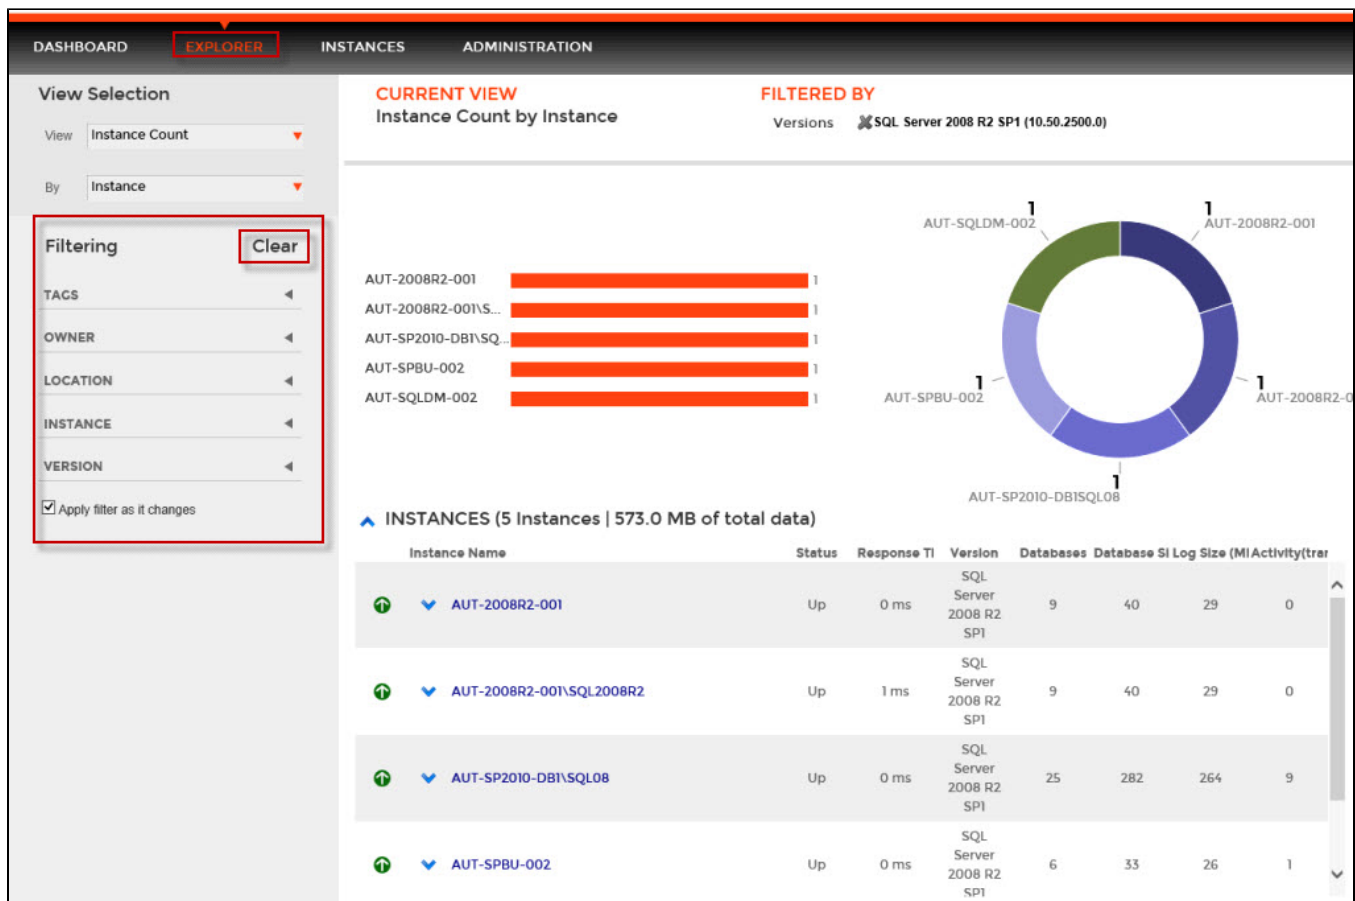 DASHBOARD EXPLORER INSTANCES ADMINISTRATION
View Selection
View Instance Count
By Instance
Filtering Clear
TAGS
OWNER
LOCATION
INSTANCE
VERSION
Apply filter as it changes
CURRENT VIEW
Instance Count by Instance
FILTERED BY
Versions SQL Server 2008 R2 SP1 (10.50.2500.0)
AUT-2008R2-001 1
AUT-2008R2-001\S... 1
AUT-SP2010-DB1\SQ... 1
AUT-SPBU-002 1
AUT-SQLDM-002 1
1
AUT-SQLDM-002
1
AUT-2008R2-001
1
AUT-SPBU-002
1
AUT-2008R2-0
1
AUT-SP2010-DB1SQL08
INSTANCES (5 Instances | 573.0 MB of total data)
Instance Name Status Response TI Version Databases Database Si Log Size (MI Activity(trar
AUT-2008R2-001 Up 0 ms SQL Server 2008 R2 SP1 9 40 29 0
AUT-2008R2-001\SQL2008R2 Up 1 ms SQL Server 2008 R2 SP1 9 40 29 0
AUT-SP2010-DB1\SQL08 Up 0 ms SQL Server 2008 R2 SP1 25 282 264 9
AUT-SPBU-002 Up 0 ms SQL Server 2008 R2 SP1 6 33 26 1